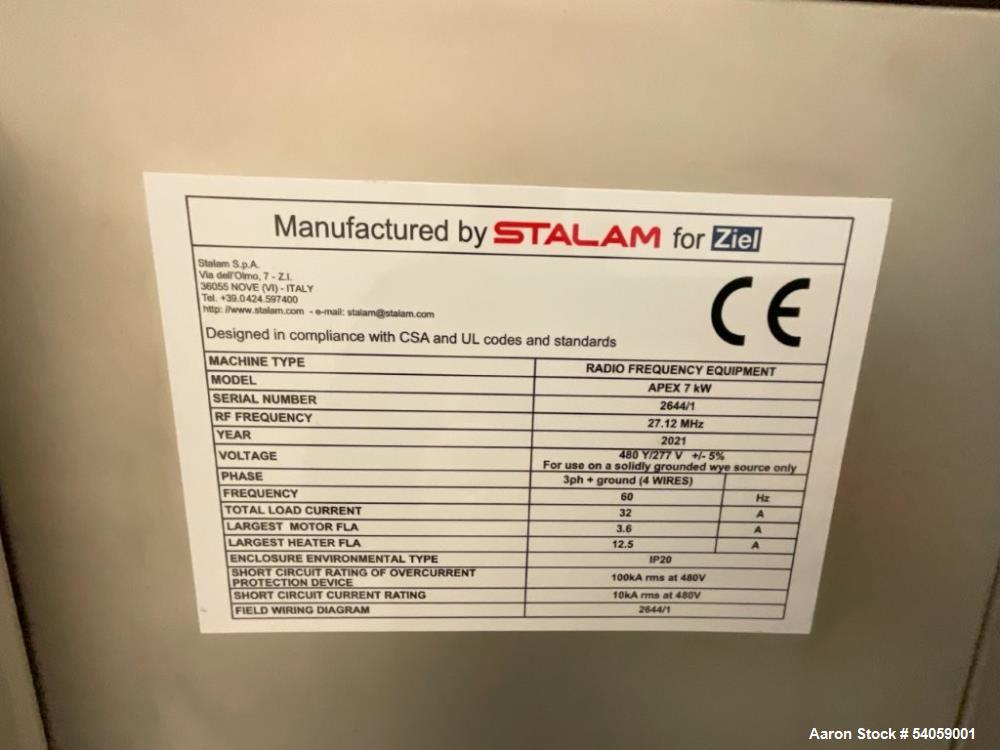 Manufactured by STALAM for Ziel
Stalam S.p.A.
Via dell'Olmo, 7 - Z.I.
36055 NOVE (VI) - ITALY
Tel. +39.0424.597400
http: //www.stalam.com - e-mail: stalam@stalam.com
CE
Designed in compliance with CSA and UL codes and standards
MACHINE TYPE RADIO FREQUENCY EQUIPMENT
MODEL APEX 7 kW
SERIAL NUMBER 2644/1
RF FREQUENCY 27.12 MHz
YEAR 2021
VOLTAGE 480 Y/277 V +/- 5%
For use on a solidly grounded wye source only
PHASE 3ph + ground (4 WIRES)
FREQUENCY 60 Hz
TOTAL LOAD CURRENT 32 A
LARGEST MOTOR FLA 3.6 A
LARGEST HEATER FLA 12.5 A
ENCLOSURE ENVIRONMENTAL TYPE IP20
SHORT CIRCUIT RATING OF OVERCURRENT
PROTECTION DEVICE 100kA rms at 480V
SHORT CIRCUIT CURRENT RATING 10kA rms at 480V
FIELD WIRING DIAGRAM 2644/1
Aaron Stock # 54059001